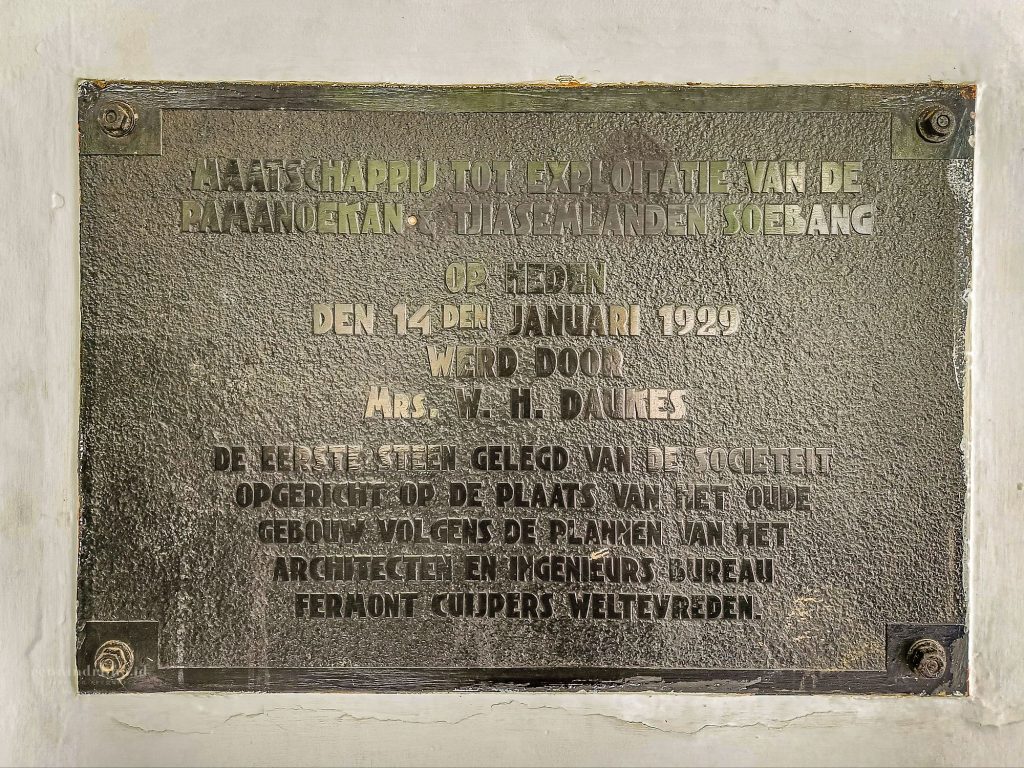 MAATSCHAPPIJ TOT EXPLOITATIE VAN DE
PAMANOEKAN & TJIASEMLANDEN SOEBANG
OP HEDEN
DEN 14 DEN JANUARI 1929
WERD DOOR
MRS. W. H. DAUKES
DE EERSTE STEEN GELEGD VAN DE SOCIETEIT
OPGERICHT OP DE PLAATS VAN HET OUDE
GEBOUW VOLGENS DE PLANNEN VAN HET
ARCHITECTEN EN INGENIEURS BUREAU
FERMONT CUIJPERS WELTEVREDEN.